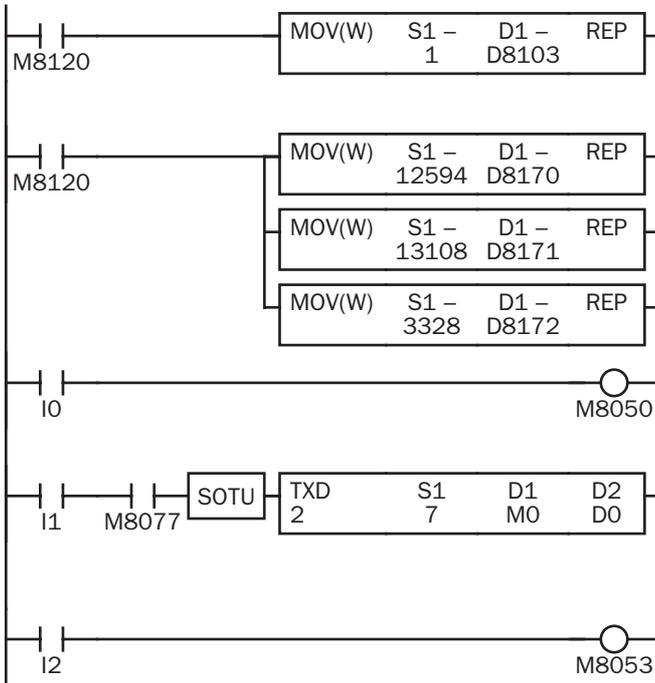 MOV(W) S1 – D1 – REP
1 D8103
M8120
MOV(W) S1 – D1 – REP
12594 D8170
M8120
MOV(W) S1 – D1 – REP
13108 D8171
MOV(W) S1 – D1 – REP
3328 D8172
I0 M8050
SOTU TXD S1 D1 D2
2 7 M0 D0
I1 M8077
I2 M8053